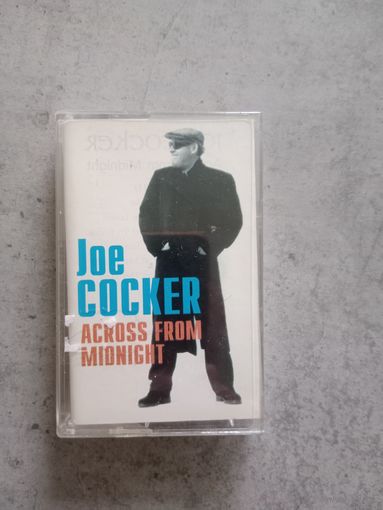 Joe
COCKER
ACROSS FROM
MIDNIGHT